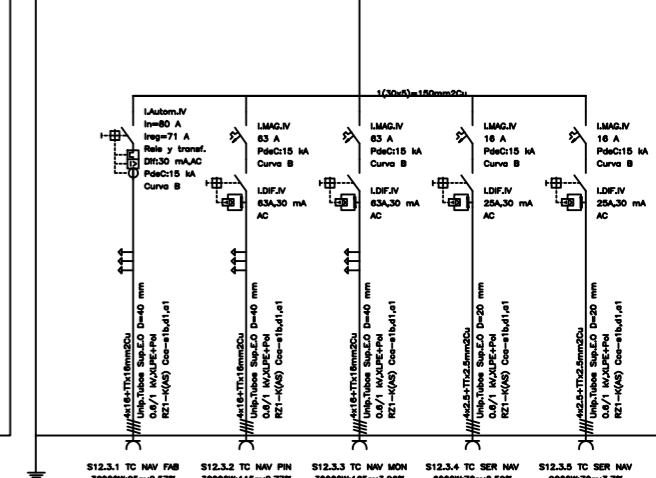 1(30x5)=150mm2Cu
I.Autom.IV
In=80 A
Ireg=71 A
Rele y transf.
Dif:30 mA,AC
PdeC:15 kA
Curva B
I.MAG.IV
63 A
PdeC:15 kA
Curva B
I.DIF.IV
63A,30 mA
AC
I.MAG.IV
63 A
PdeC:15 kA
Curva B
I.DIF.IV
63A,30 mA
AC
I.MAG.IV
16 A
PdeC:15 kA
Curva B
I.DIF.IV
25A,30 mA
AC
I.MAG.IV
16 A
PdeC:15 kA
Curva B
I.DIF.IV
25A,30 mA
AC
4x16+TTx16mm2Cu
Unip.Tubos Sup.E.O D=40 mm
0.6/1 kV,XLPE+Pol
RZ1-K(AS) Cca-s1b,d1,a1
4x16+TTx16mm2Cu
Unip.Tubos Sup.E.O D=40 mm
0.6/1 kV,XLPE+Pol
RZ1-K(AS) Cca-s1b,d1,a1
4x16+TTx16mm2Cu
Unip.Tubos Sup.E.O D=40 mm
0.6/1 kV,XLPE+Pol
RZ1-K(AS) Cca-s1b,d1,a1
4x2.5+TTx2.5mm2Cu
Unip.Tubos Sup.E.O D=20 mm
0.6/1 kV,XLPE+Pol
RZ1-K(AS) Cca-s1b,d1,a1
4x2.5+TTx2.5mm2Cu
Unip.Tubos Sup.E.O D=20 mm
0.6/1 kV,XLPE+Pol
RZ1-K(AS) Cca-s1b,d1,a1
S12.3.1 TC NAV FAB
S12.3.2 TC NAV PIN
S12.3.3 TC NAV MON
S12.3.4 TC SER NAV
S12.3.5 TC SER NAV